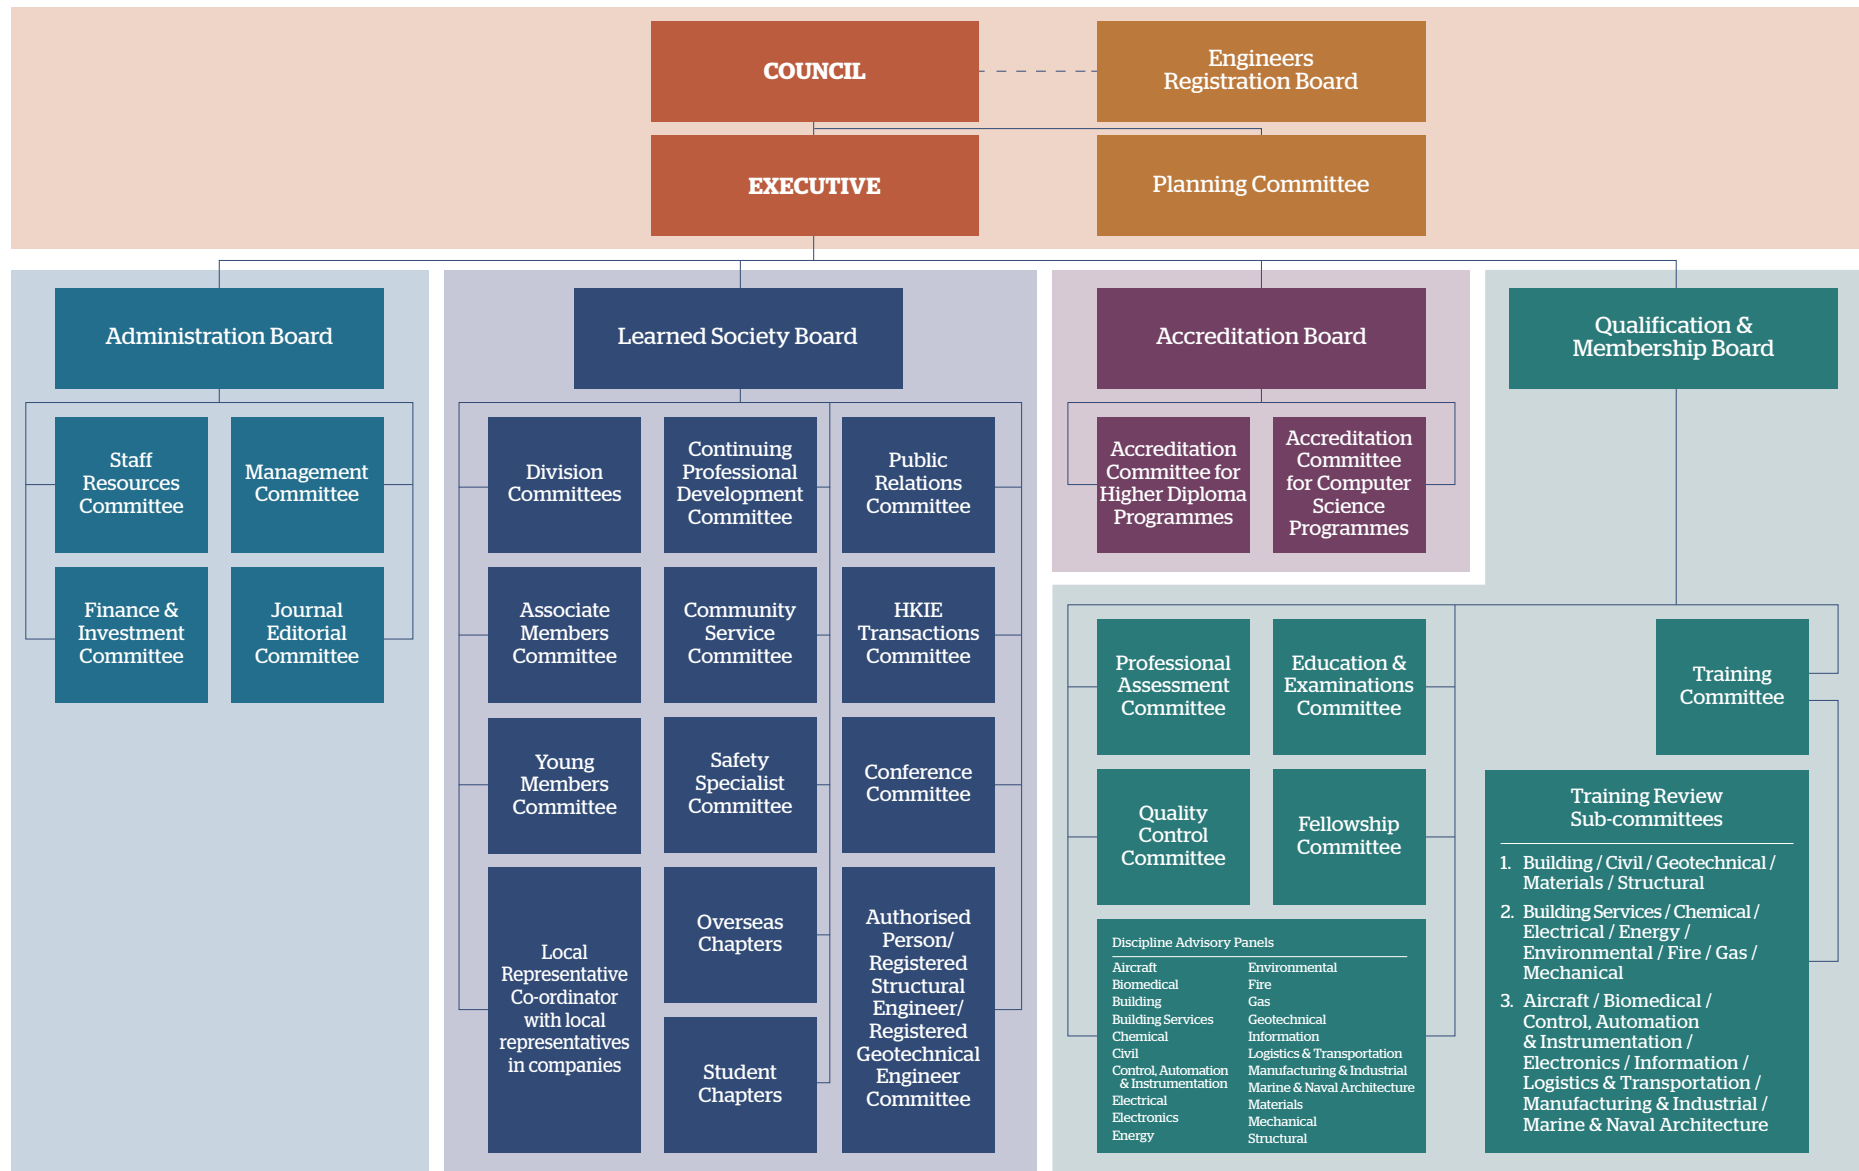 COUNCIL
Engineers
Registration Board
EXECUTIVE
Planning Committee
Administration Board
Staff
Resources
Committee
Management
Committee
Finance &
Investment
Committee
Journal
Editorial
Committee
Learned Society Board
Division
Committees
Continuing
Professional
Development
Committee
Public
Relations
Committee
Associate
Members
Committee
Community
Service
Committee
HKIE
Transactions
Committee
Young
Members
Committee
Safety
Specialist
Committee
Conference
Committee
Local
Representative
Co-ordinator
with local
representatives
in companies
Overseas
Chapters
Student
Chapters
Authorised
Person/
Registered
Structural
Engineer/
Registered
Geotechnical
Engineer
Committee
Accreditation Board
Accreditation
Committee for
Higher Diploma
Programmes
Accreditation
Committee
for Computer
Science
Programmes
Qualification &
Membership Board
Professional
Assessment
Committee
Education &
Examinations
Committee
Quality
Control
Committee
Fellowship
Committee
Discipline Advisory Panels
Aircraft
Biomedical
Building
Building Services
Chemical
Civil
Control, Automation
& Instrumentation
Electrical
Electronics
Energy
Environmental
Fire
Gas
Geotechnical
Information
Logistics & Transportation
Manufacturing & Industrial
Marine & Naval Architecture
Materials
Mechanical
Structural
Training
Committee
Training Review
Sub-committees
1. Building / Civil / Geotechnical /
Materials / Structural
2. Building Services / Chemical /
Electrical / Energy /
Environmental / Fire / Gas /
Mechanical
3. Aircraft / Biomedical /
Control, Automation
& Instrumentation /
Electronics / Information /
Logistics & Transportation /
Manufacturing & Industrial /
Marine & Naval Architecture